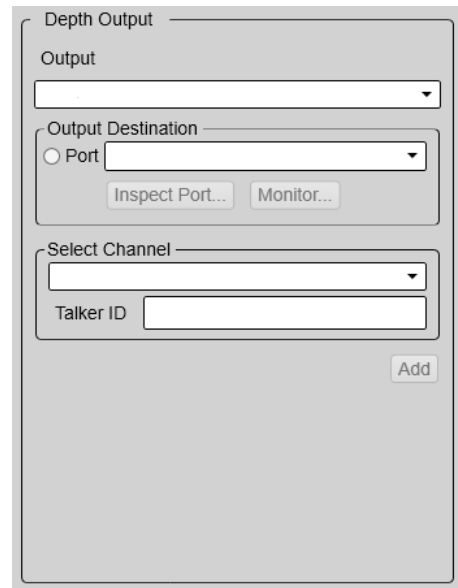 Depth Output
Output
Output Destination
Port
Inspect Port... Monitor...
Select Channel
Talker ID
Add